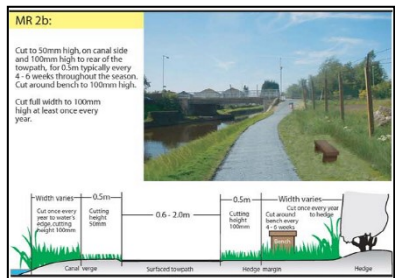 MR 2b:
Cut to 50mm high, on canal side
and 100mm high to rear of the
towpath, for 0.5m typically every
4 - 6 weeks throughout the season.
Cut around bench to 100mm high.
Cut full width to 100mm
high at least once every
year.
Width varies
Cut once every
year to water's
edge,cutting
height 100mm
0.5m
Cutting
height
50mm
0.6 - 2.0m
0.5m
Cutting
height
100mm
Width varies
Cut once every year
to hedge
Cut around
bench every
4 - 6 weeks
Bench
Canal verge
Surfaced towpath
Hedge margin
Hedge